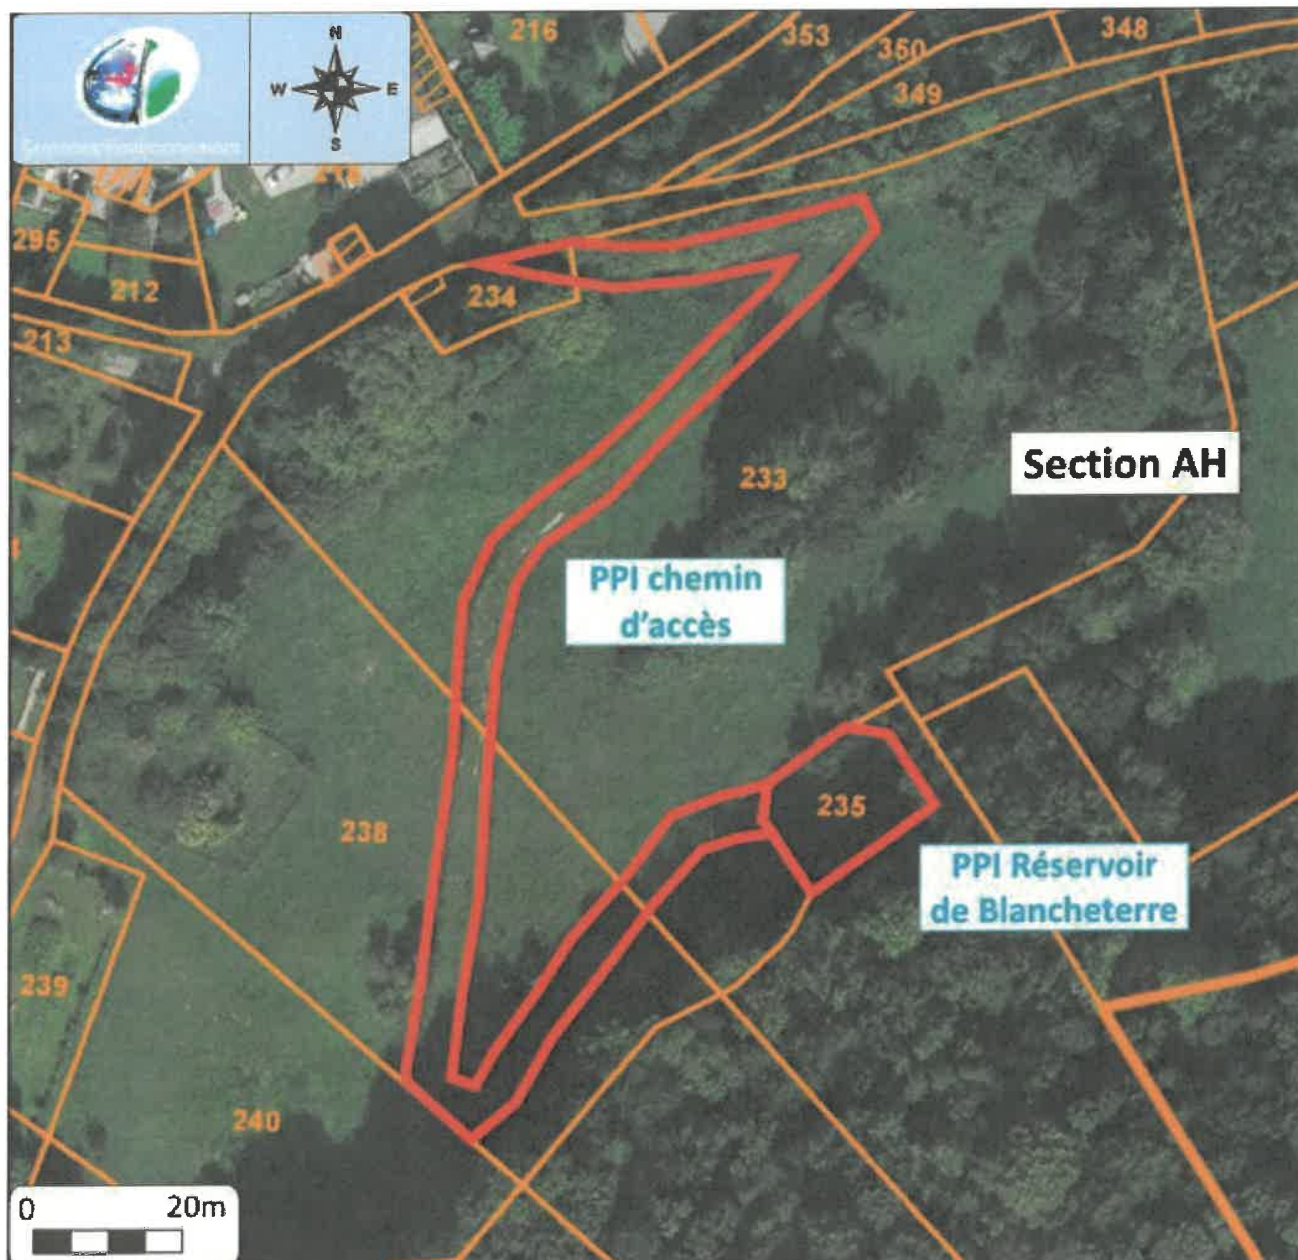 N
W E
S
216
353
350
348
349
295
212
213
234
233
Section AH
PPI chemin
d'accès
235
238
PPI Réservoir
de Blancheterre
239
240
0 20m